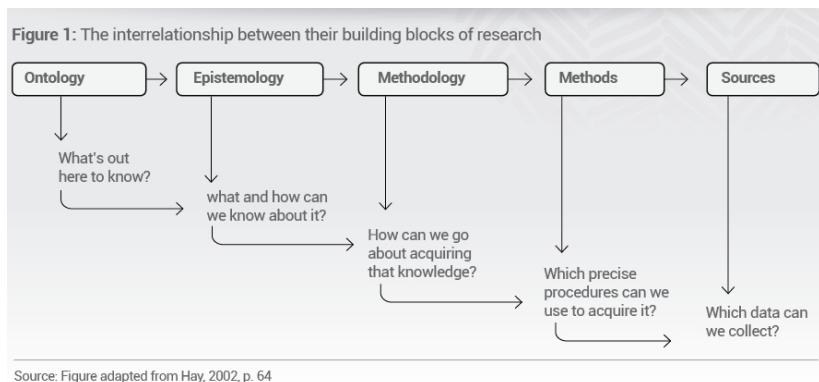 Figure 1: The interrelationship between their building blocks of research
Ontology
Epistemology
Methodology
Methods
Sources
What's out
here to know?
what and how can
we know about it?
How can we go
about acquiring
that knowledge?
Which precise
procedures can we
use to acquire it?
Which data can
we collect?
Source: Figure adapted from Hay, 2002, p. 64